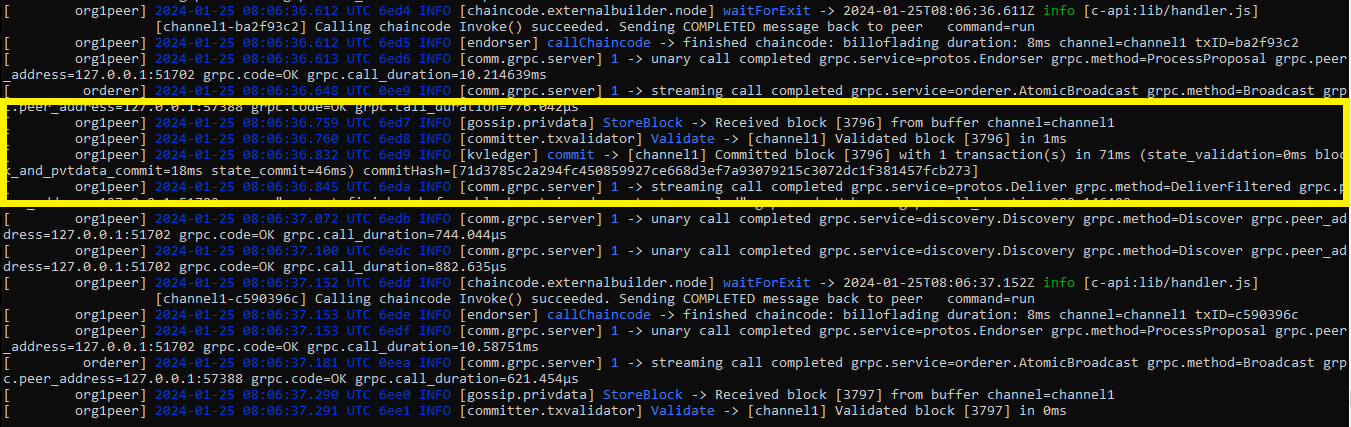 [ org1peer] 2024-01-25 08:06:36.612 UTC 6ed4 INFO [chaincode.externalbuilder.node] waitForExit -> 2024-01-25T08:06:36.611Z info [c-api:lib/handler.js]
[channel1-ba2f93c2] Calling chaincode Invoke() succeeded. Sending COMPLETED message back to peer command=run
[ org1peer] 2024-01-25 08:06:36.612 UTC 6ed5 INFO [endorser] callChaincode -> finished chaincode: billoflading duration: 8ms channel=channel1 txID=ba2f93c2
[ org1peer] 2024-01-25 08:06:36.613 UTC 6ed6 INFO [comm.grpc.server] 1 -> unary call completed grpc.service=protos.Endorser grpc.method=ProcessProposal grpc.peer
_address=127.0.0.1:51702 grpc.code=OK grpc.call_duration=10.214639ms
[ orderer] 2024-01-25 08:06:36.648 UTC 0ee9 INFO [comm.grpc.server] 1 -> streaming call completed grpc.service=orderer.AtomicBroadcast grpc.method=Broadcast grp
c.peer_address=127.0.0.1:57388 grpc.code=OK grpc.call_duration=776.042µs
[ org1peer] 2024-01-25 08:06:36.759 UTC 6ed7 INFO [gossip.privdata] StoreBlock -> Received block [3796] from buffer channel=channel1
[ org1peer] 2024-01-25 08:06:36.760 UTC 6ed8 INFO [committer.txvalidator] Validate -> [channel1] Validated block [3796] in 1ms
[ org1peer] 2024-01-25 08:06:36.832 UTC 6ed9 INFO [kvledger] commit -> [channel1] Committed block [3796] with 1 transaction(s) in 71ms (state_validation=0ms bloc
k_and_pvtdata_commit=18ms state_commit=46ms) commitHash=[71d3785c2a294fc450859927ce668d3ef7a93079215c3072dc1f381457fcb273]
[ org1peer] 2024-01-25 08:06:36.845 UTC 6eda INFO [comm.grpc.server] 1 -> streaming call completed grpc.service=protos.Deliver grpc.method=DeliverFiltered grpc.p
[ org1peer] 2024-01-25 08:06:37.072 UTC 6edb INFO [comm.grpc.server] 1 -> unary call completed grpc.service=discovery.Discovery grpc.method=Discover grpc.peer_ad
dress=127.0.0.1:51702 grpc.code=OK grpc.call_duration=744.044µs
[ org1peer] 2024-01-25 08:06:37.100 UTC 6edc INFO [comm.grpc.server] 1 -> unary call completed grpc.service=discovery.Discovery grpc.method=Discover grpc.peer_ad
dress=127.0.0.1:51702 grpc.code=OK grpc.call_duration=882.635µs
[ org1peer] 2024-01-25 08:06:37.152 UTC 6edd INFO [chaincode.externalbuilder.node] waitForExit -> 2024-01-25T08:06:37.152Z info [c-api:lib/handler.js]
[channel1-c590396c] Calling chaincode Invoke() succeeded. Sending COMPLETED message back to peer command=run
[ org1peer] 2024-01-25 08:06:37.153 UTC 6ede INFO [endorser] callChaincode -> finished chaincode: billoflading duration: 8ms channel=channel1 txID=c590396c
[ org1peer] 2024-01-25 08:06:37.153 UTC 6edf INFO [comm.grpc.server] 1 -> unary call completed grpc.service=protos.Endorser grpc.method=ProcessProposal grpc.peer
_address=127.0.0.1:51702 grpc.code=OK grpc.call_duration=10.58751ms
[ orderer] 2024-01-25 08:06:37.181 UTC 0eea INFO [comm.grpc.server] 1 -> streaming call completed grpc.service=orderer.AtomicBroadcast grpc.method=Broadcast grp
c.peer_address=127.0.0.1:57388 grpc.code=OK grpc.call_duration=621.454µs
[ org1peer] 2024-01-25 08:06:37.290 UTC 6ee0 INFO [gossip.privdata] StoreBlock -> Received block [3797] from buffer channel=channel1
[ org1peer] 2024-01-25 08:06:37.291 UTC 6ee1 INFO [committer.txvalidator] Validate -> [channel1] Validated block [3797] in 0ms